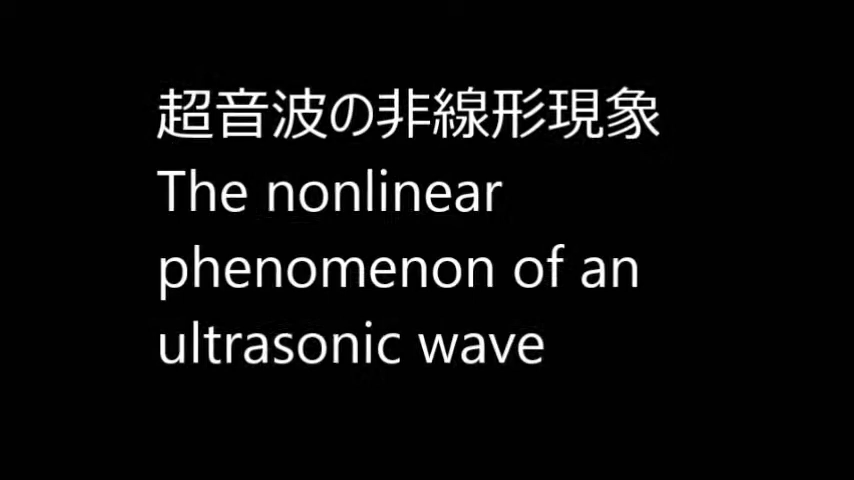 超音波の非線形現象
The nonlinear
phenomenon of an
ultrasonic wave